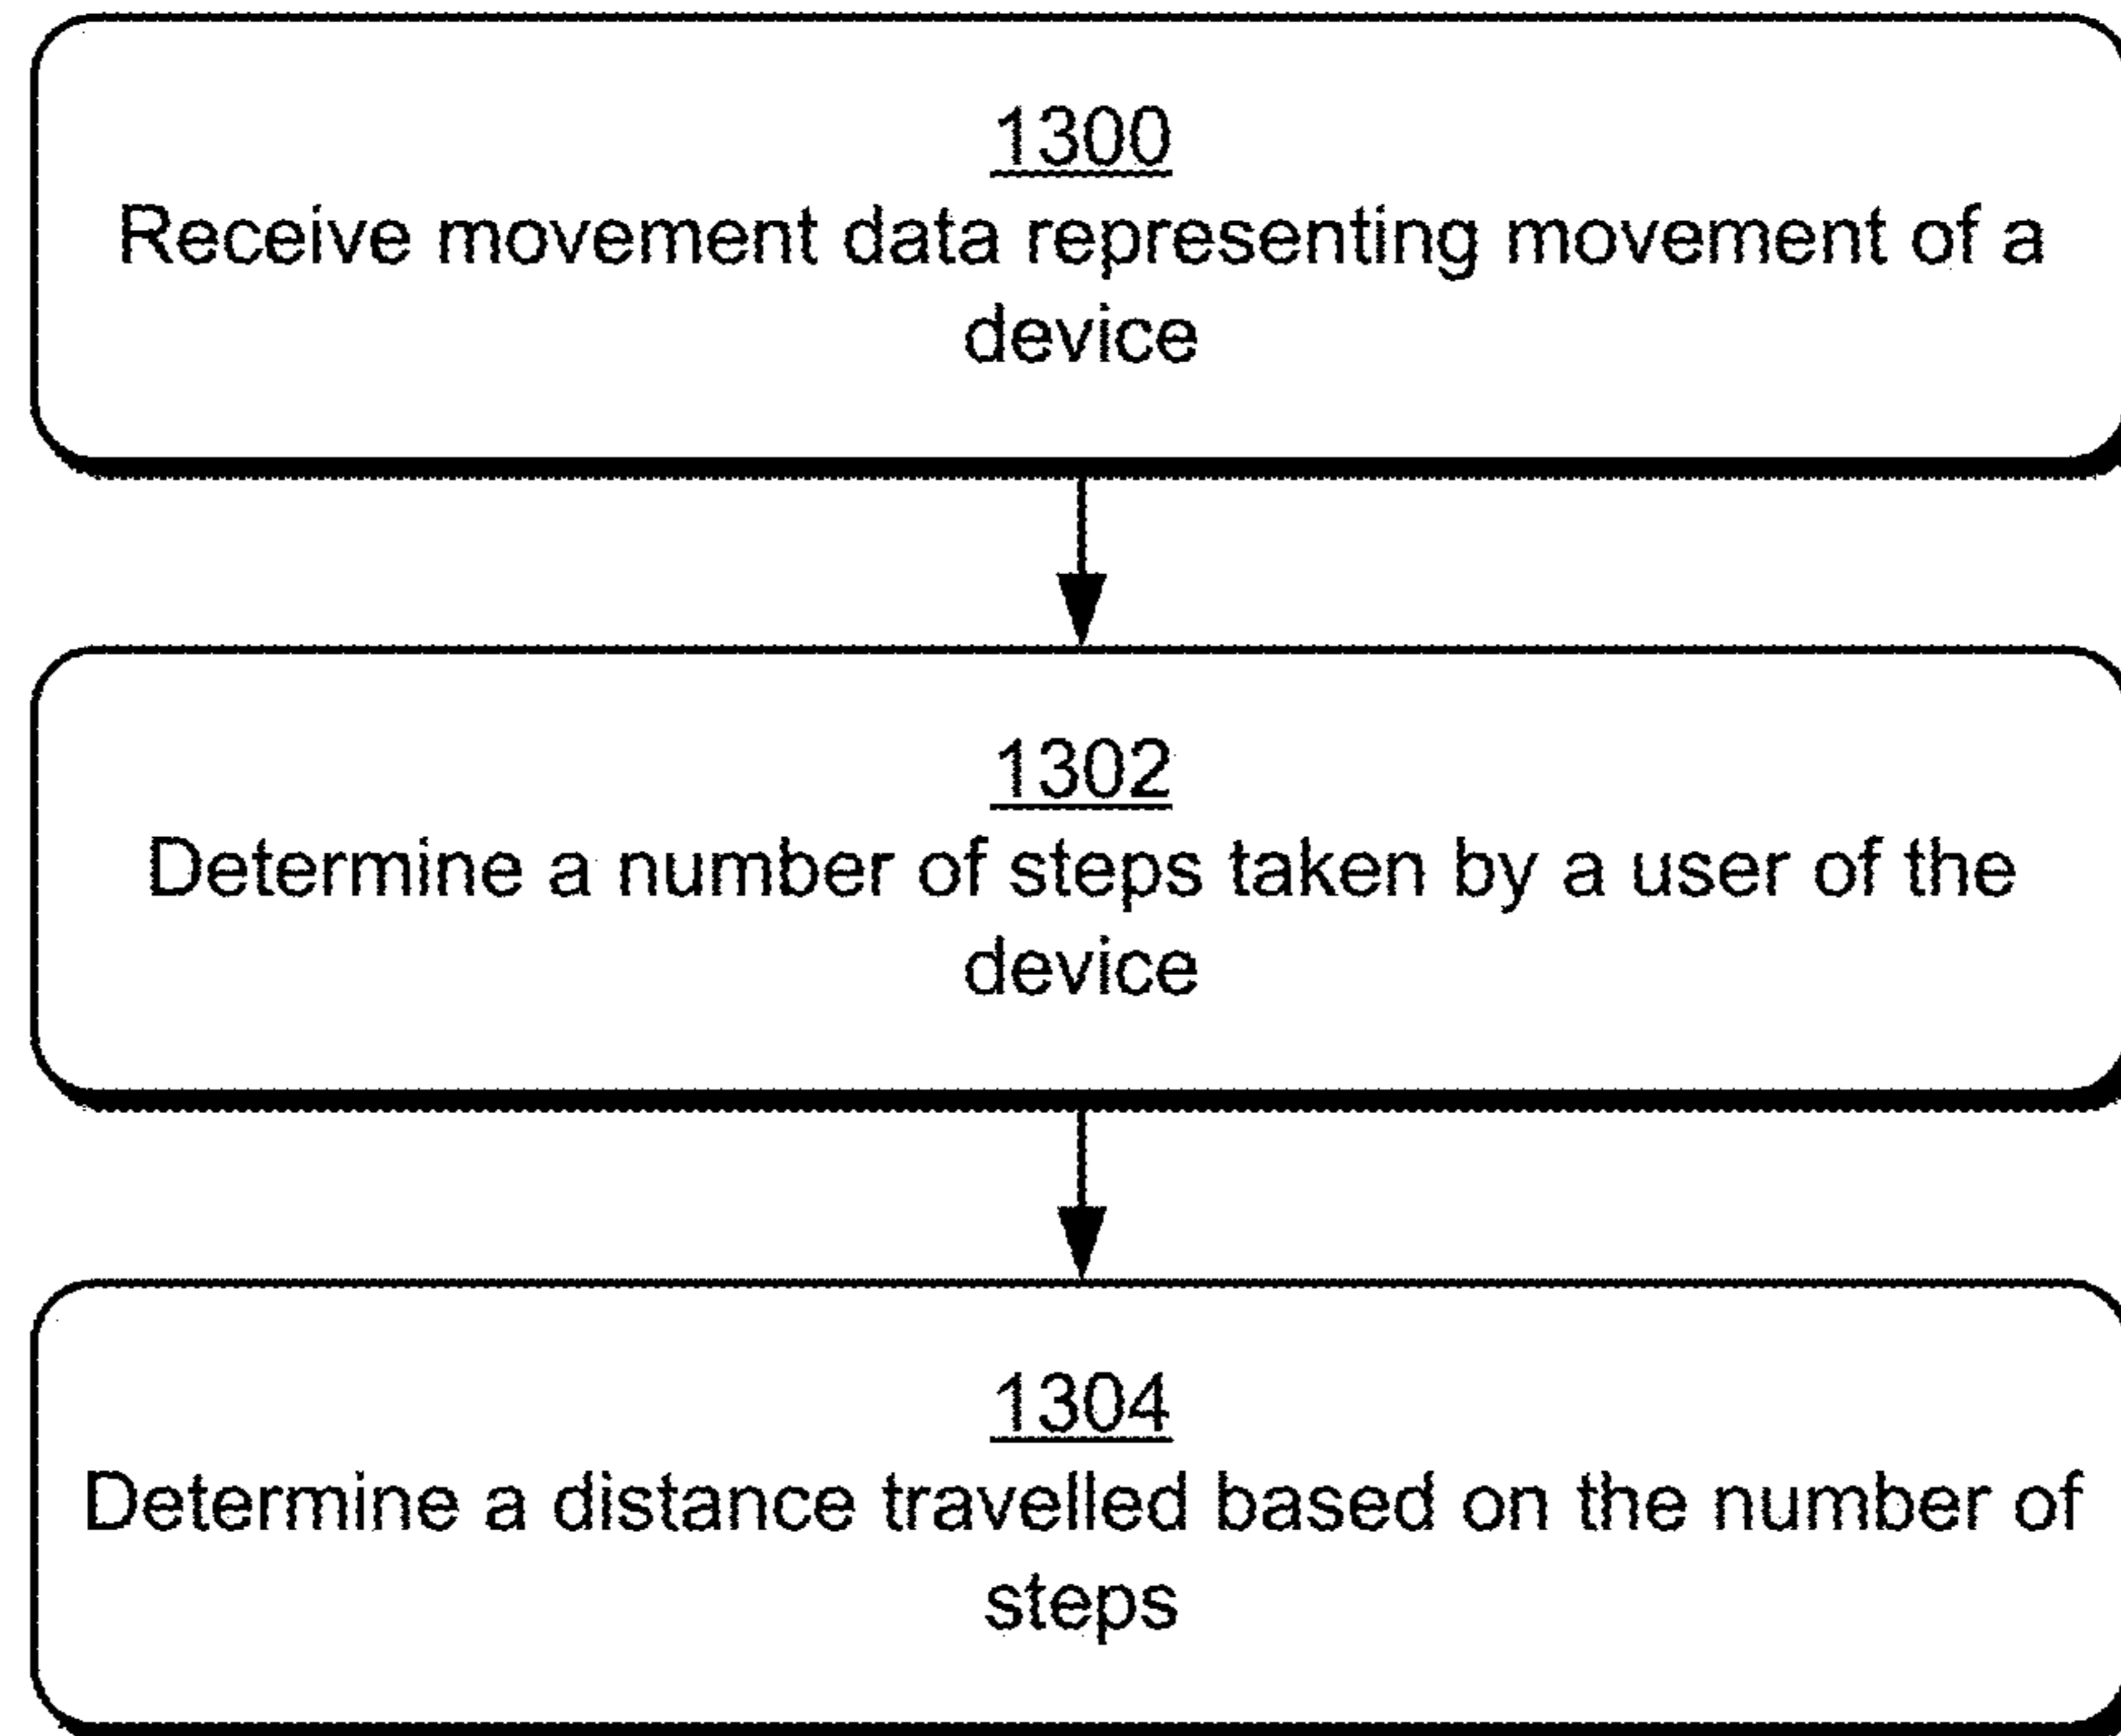 1300
Receive movement data representing movement of a
device
1302
Determine a number of steps taken by a user of the
device
1304
Determine a distance travelled based on the number of
steps